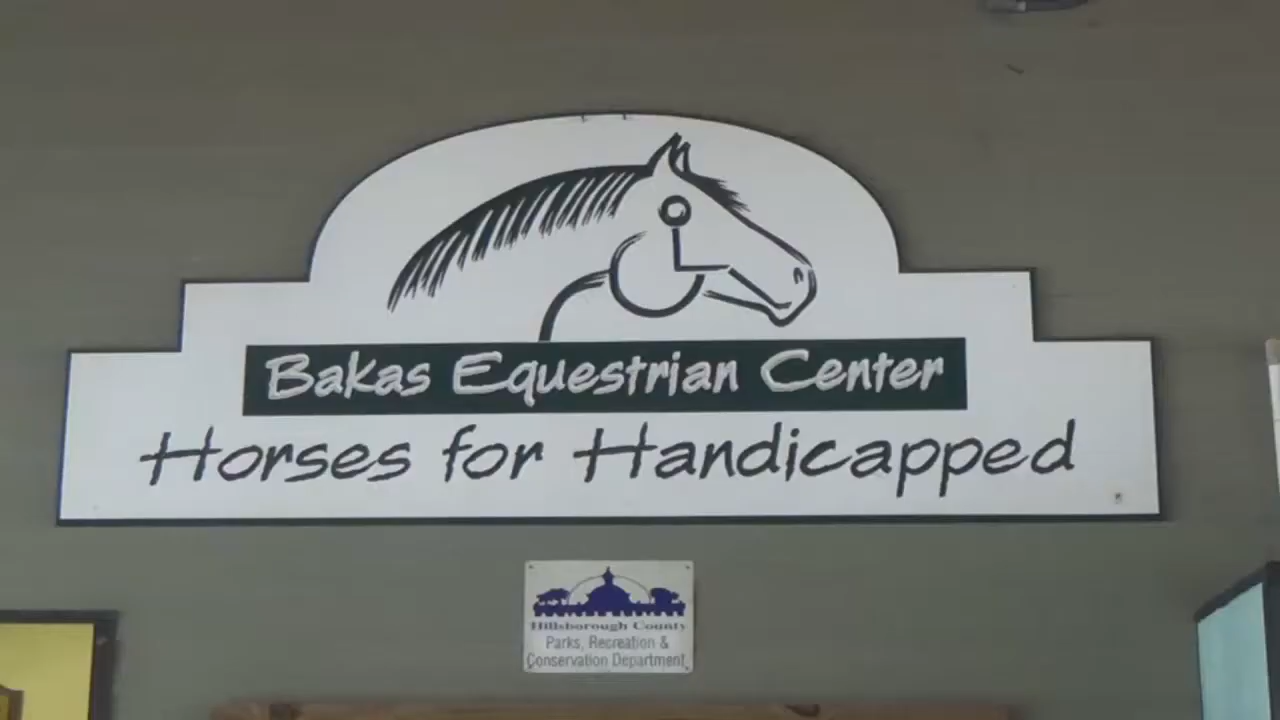 Bakas Equestrian Center
Horses for Handicapped
Hillsborough County
Parks, Recreation &
Conservation Department